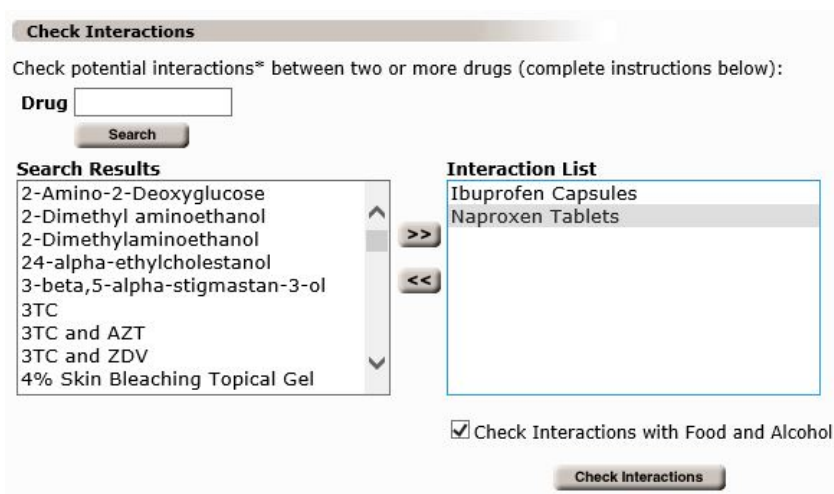 Check Interactions
Check potential interactions* between two or more drugs (complete instructions below):
Drug
Search
Search Results
2-Amino-2-Deoxyglucose
2-Dimethyl aminoethanol
2-Dimethylaminoethanol
24-alpha-ethylcholestanol
3-beta,5-alpha-stigmastan-3-ol
3TC
3TC and AZT
3TC and ZDV
4% Skin Bleaching Topical Gel
>>
<<
Interaction List
Ibuprofen Capsules
Naproxen Tablets
Check Interactions with Food and Alcohol
Check Interactions